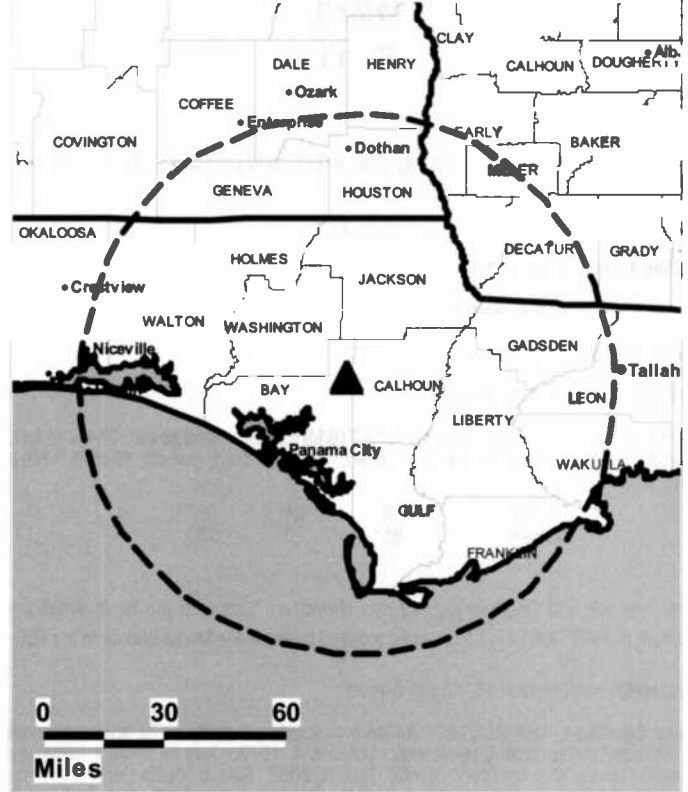 CLAY
DALE
HENRY
CALHOUN
DOUGHERTY
Alb
Ozark
COFFEE
Enterprise
EARLY
COVINGTON
Dothan
BAKER
MILLER
GENEVA
HOUSTON
OKALOOSA
DECATUR
GRADY
HOLMES
JACKSON
Crestview
WALTON
WASHINGTON
Niceville
GADSDEN
Tallah
BAY
CALHOUN
LEON
LIBERTY
Panama City
WAKULLA
GULF
FRANKLIN
0 30 60
Miles